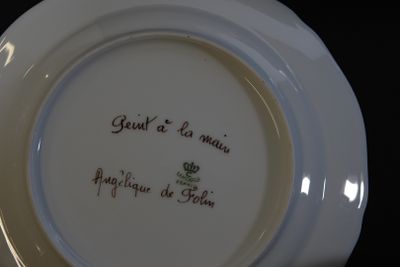 Peint à la main
Angélique de Folin